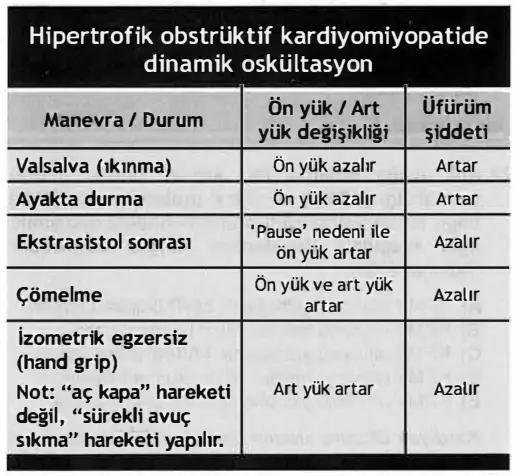 Hipertrofik obstrüktif kardiyomiyopatide
dinamik oskültasyon
Manevra / Durum
Ön yük / Art
yük değişikliği
Üfürüm
şiddeti
Valsalva (ıkınma)
Ön yük azalır
Artar
Ayakta durma
Ön yük azalır
Artar
Ekstrasistol sonrası
‘Pause’ nedeni ile
ön yük artar
Azalır
Çömelme
Ön yük ve art yük
artar
Azalır
İzometrik egzersiz
(hand grip)
Not: “aç kapa” hareketi
değil, “sürekli avuç
sıkma” hareketi yapılır.
Art yük artar
Azalır